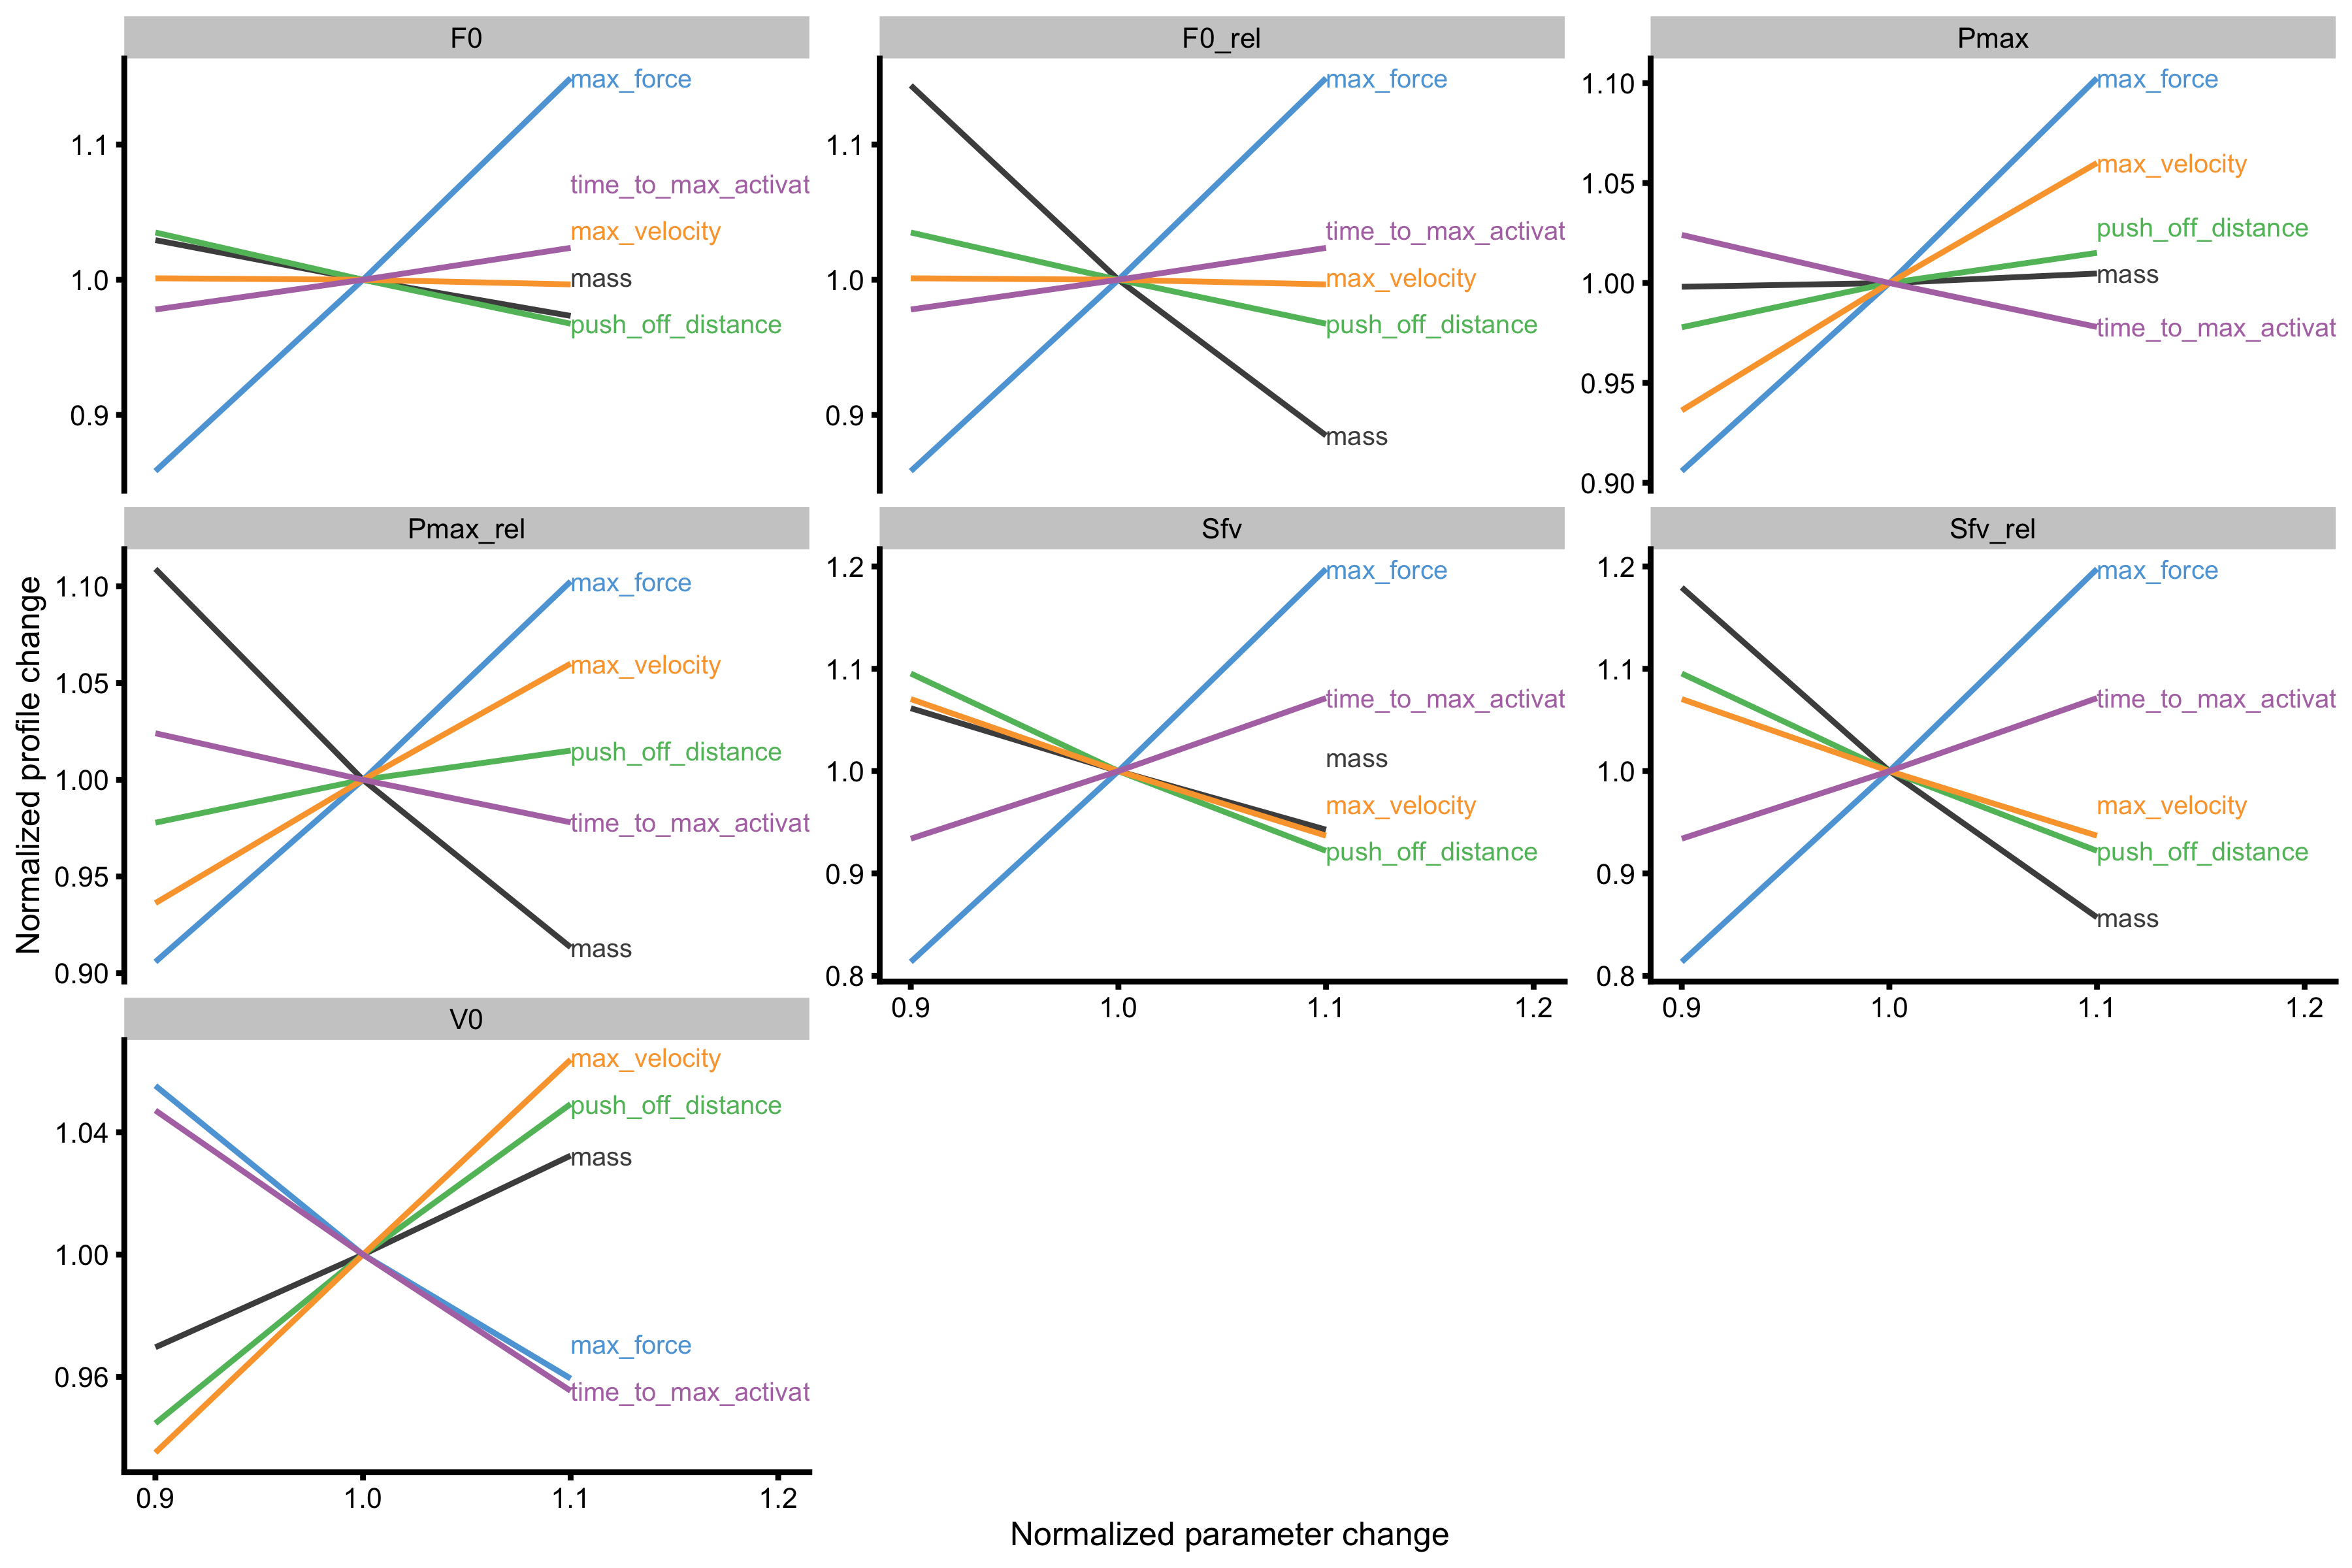 F0
1.1
1.0
0.9
max_force
time_to_max_activat
max_velocity
mass
push_off_distance
F0_rel
1.1
1.0
0.9
max_force
time_to_max_activat
max_velocity
push_off_distance
mass
Pmax
1.10
1.05
1.00
0.95
0.90
max_force
max_velocity
push_off_distance
mass
time_to_max_activat
Normalized profile change
Pmax_rel
1.10
1.05
1.00
0.95
0.90
max_force
max_velocity
push_off_distance
time_to_max_activat
mass
Sfv
1.2
1.1
1.0
0.9
0.8
max_force
time_to_max_activat
mass
max_velocity
push_off_distance
0.9 1.0 1.1 1.2
Sfv_rel
1.2
1.1
1.0
0.9
0.8
max_force
time_to_max_activat
max_velocity
push_off_distance
mass
0.9 1.0 1.1 1.2
V0
1.04
1.00
0.96
max_velocity
push_off_distance
mass
max_force
time_to_max_activat
0.9 1.0 1.1 1.2
Normalized parameter change